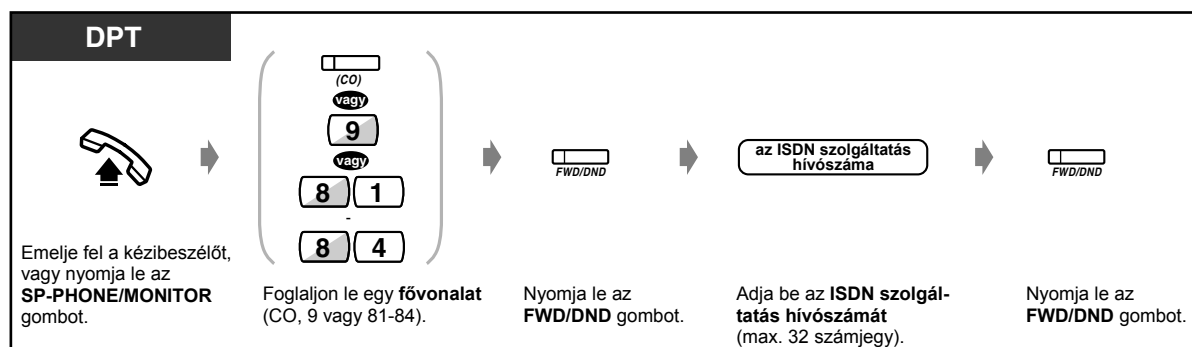 DPT
(CO)
vagy
9
vagy
8 1
-
8 4
FWD/DND
az ISDN szolgáltatás
hívószáma
FWD/DND
Emelje fel a kézibeszélőt,
vagy nyomja le az
SP-PHONE/MONITOR
gombot.
Foglaljon le egy fővonalat
(CO, 9 vagy 81-84).
Nyomja le az
FWD/DND gombot.
Adja be az ISDN szolgál-
tatás hívószámát
(max. 32 számjegy).
Nyomja le az
FWD/DND gombot.